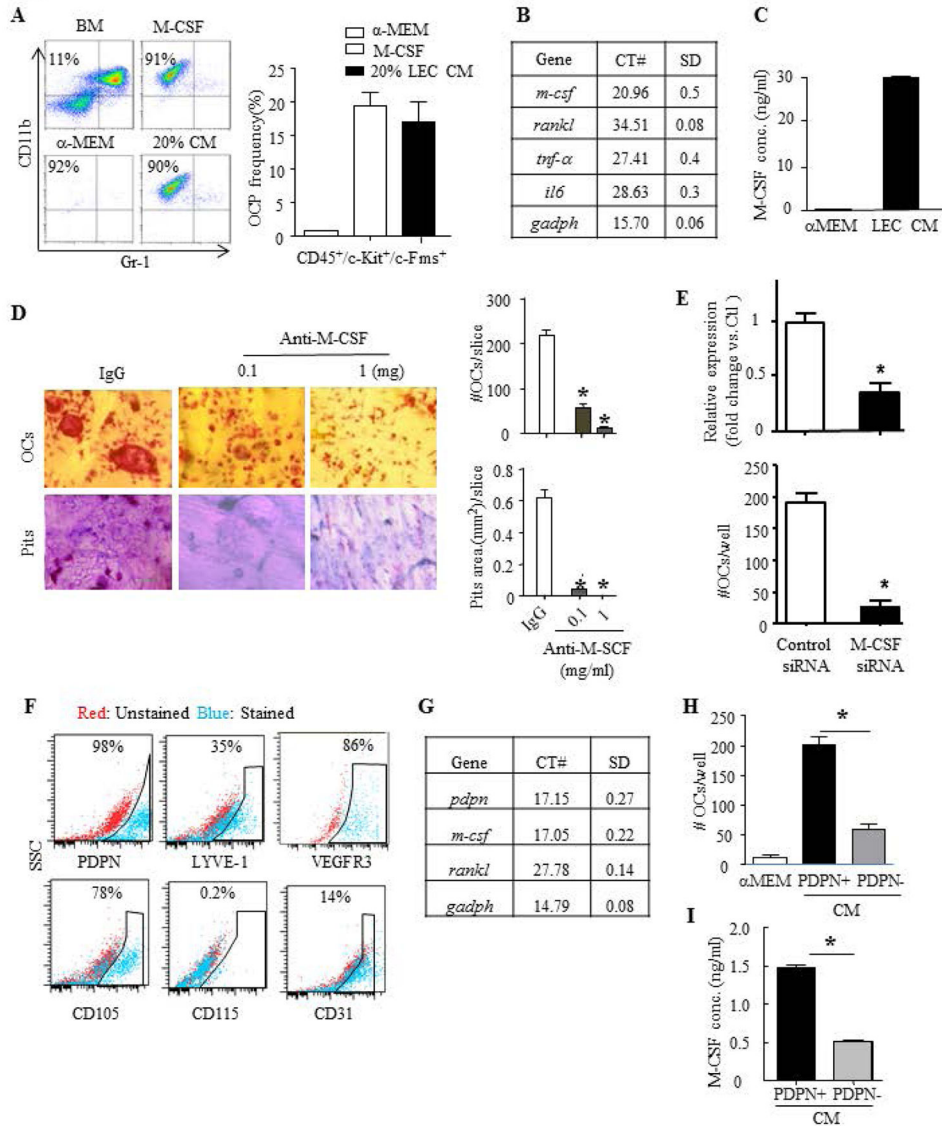 A
BM
M-CSF
11%
91%
α-MEM
20% CM
92%
90%
CD11b
Gr-1
α-MEM
M-CSF
20% LEC CM
OCP frequency(%)
25
20
15
10
5
0
CD45+/c-Kit+/c-Fms+
B
Gene CT# SD
m-csf 20.96 0.5
rankl 34.51 0.08
tnf-α 27.41 0.4
il6 28.63 0.3
gadph 15.70 0.06
C
M-CSF conc. (ng/ml)
30
20
10
0
αMEM LEC CM
D
Anti-M-CSF
IgG 0.1 1 (mg)
OCs
Pits
#OCs/slice
300
200
100
0
* *
Pits area.(mm2)/slice
0.8
0.6
0.4
0.2
0
* *
IgG 0.1 1
Anti-M-SCF
(mg/ml)
E
Relative expression
(fold change vs. Ctl )
1
0.5
0
*
#OCs/well
200
150
100
50
0
*
Control siRNA
M-CSF siRNA
F
Red: Unstained Blue: Stained
98% 35% 86%
SSC
PDPN LYVE-1 VEGFR3
78% 0.2% 14%
CD105 CD115 CD31
G
Gene CT# SD
pdpn 17.15 0.27
m-csf 17.05 0.22
rankl 27.78 0.14
gadph 14.79 0.08
H
# OCs/well
250
200
150
100
50
0
*
αMEM PDPN+ PDPN-
CM
I
M-CSF conc. (ng/ml)
2.0
1.5
1.0
0.5
0
*
PDPN+ PDPN-
CM